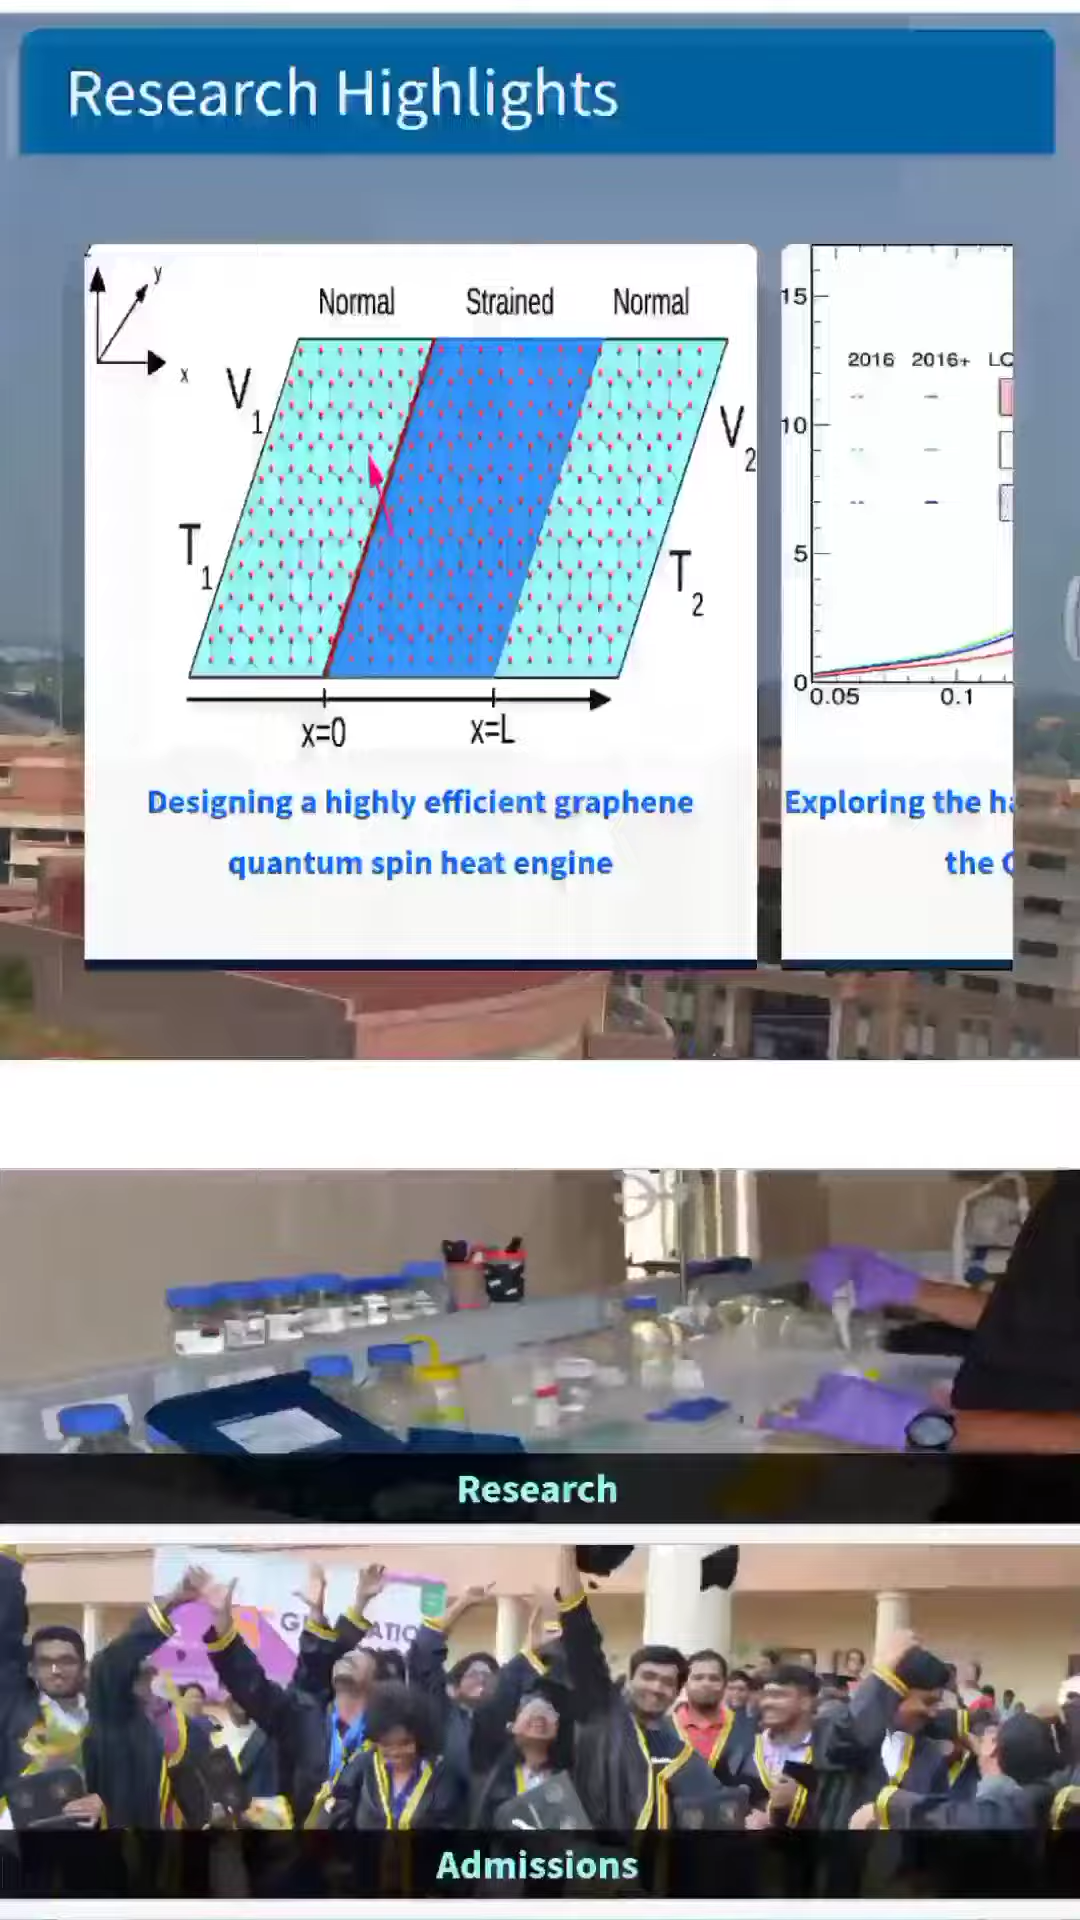 Research Highlights
y
x
Normal Strained Normal
V1
T1
V2
T2
x=0 x=L
Designing a highly efficient graphene
quantum spin heat engine
15
10
5
0
2016 2016+
0.05 0.1
Exploring the
the
Research
Admissions